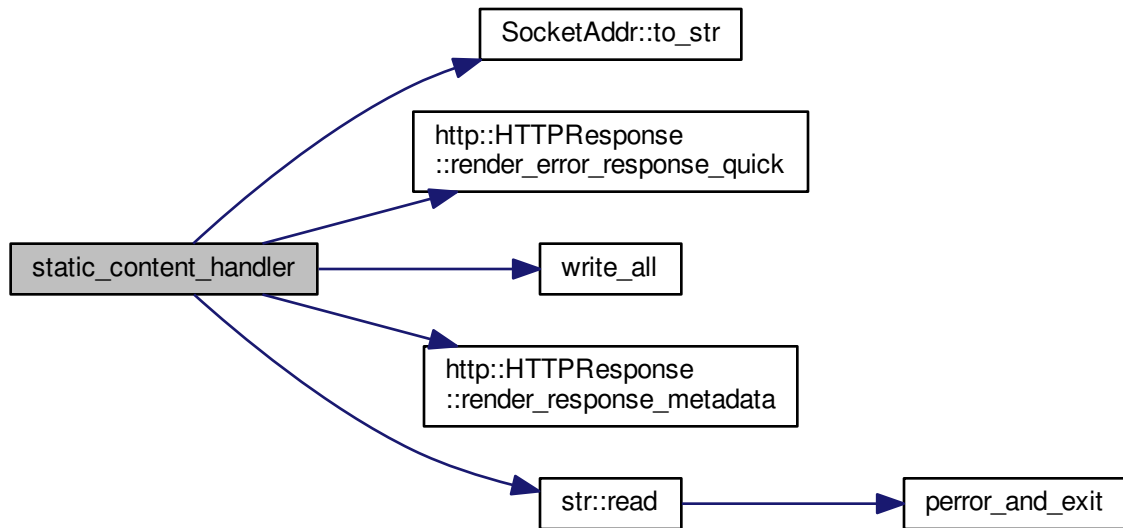 SocketAddr::to_str
http::HTTPResponse
::render_error_response_quick
static_content_handler
write_all
http::HTTPResponse
::render_response_metadata
str::read
perror_and_exit